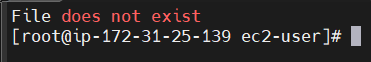 File does not exist
[root@ip-172-31-25-139 ec2-user]#